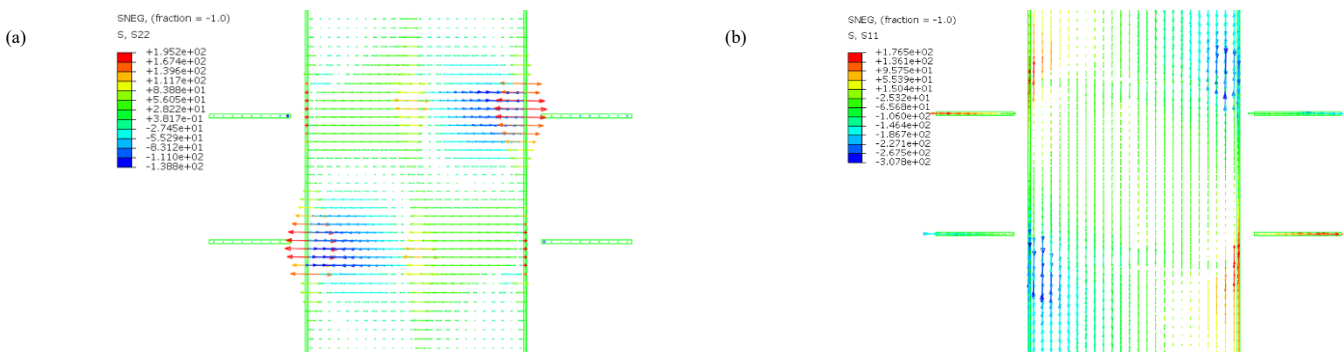 (a)
SNEG, (fraction = -1.0)
S, S22
+1.952e+02
+1.674e+02
+1.396e+02
+1.117e+02
+8.388e+01
+5.605e+01
+2.822e+01
+3.817e-01
-2.745e+01
-5.529e+01
-8.312e+01
-1.110e+02
-1.388e+02
(b)
SNEG, (fraction = -1.0)
S, S11
+1.765e+02
+1.361e+02
+9.575e+01
+5.539e+01
+1.504e+01
-2.532e+01
-6.568e+01
-1.060e+02
-1.464e+02
-1.867e+02
-2.271e+02
-2.675e+02
-3.078e+02